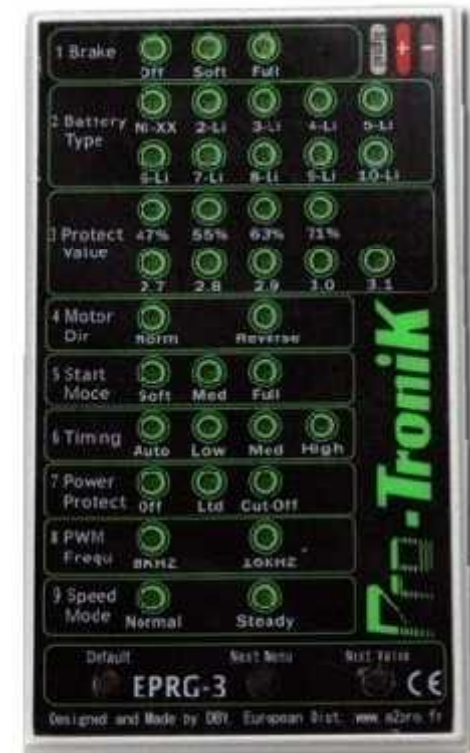 1 Brake
Off Soft Full
2 Battery Type
Ni-XX 2-Li 3-Li 4-Li 5-Li
6-Li 7-Li 8-Li 9-Li 10-Li
3 Protect Value
47% 55% 63% 71%
2.7 2.8 2.9 3.0 3.1
4 Motor Dir
Norm Reverse
5 Start Mode
Soft Med Full
6 Timing
Auto Low Med High
7 Power Protect
Off Ltd Cut-Off
8 PWM Frequ
8KHZ 16KHZ
9 Speed Mode
Normal Steady
Pro-TroniK
Default Next Menu Next Value
EPRG-3 CE
Designed and Made by DBY. European Dist. www.a2pro.fr